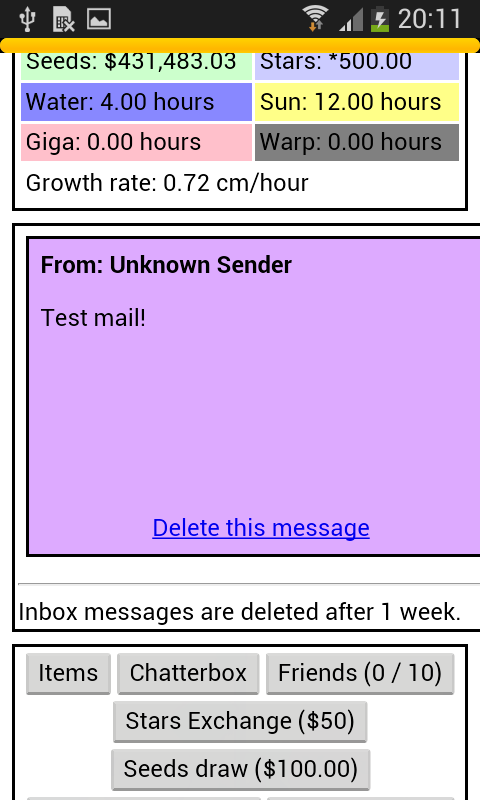 20:11
Seeds: $431,483.03 Stars: *500.00
Water: 4.00 hours Sun: 12.00 hours
Giga: 0.00 hours Warp: 0.00 hours
Growth rate: 0.72 cm/hour
From: Unknown Sender
Test mail!
Delete this message
Inbox messages are deleted after 1 week.
Items Chatterbox Friends (0 / 10)
Stars Exchange ($50)
Seeds draw ($100.00)